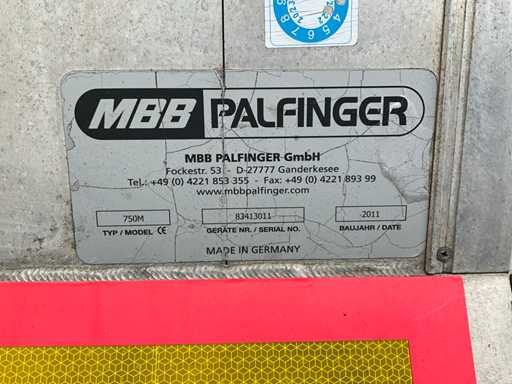 MBB PALFINGER
MBB PALFINGER GmbH
Fockestr. 53 - D-27777 Ganderkesee
Tel.: +49 (0) 4221 853 355 - Fax: +49 (0) 4221 893 99
www.mbbpalfinger.com
750M 83413011 2011
TYP / MODEL CE GERÄTE NR. / SERIAL NO. BAUJAHR / DATE
MADE IN GERMANY